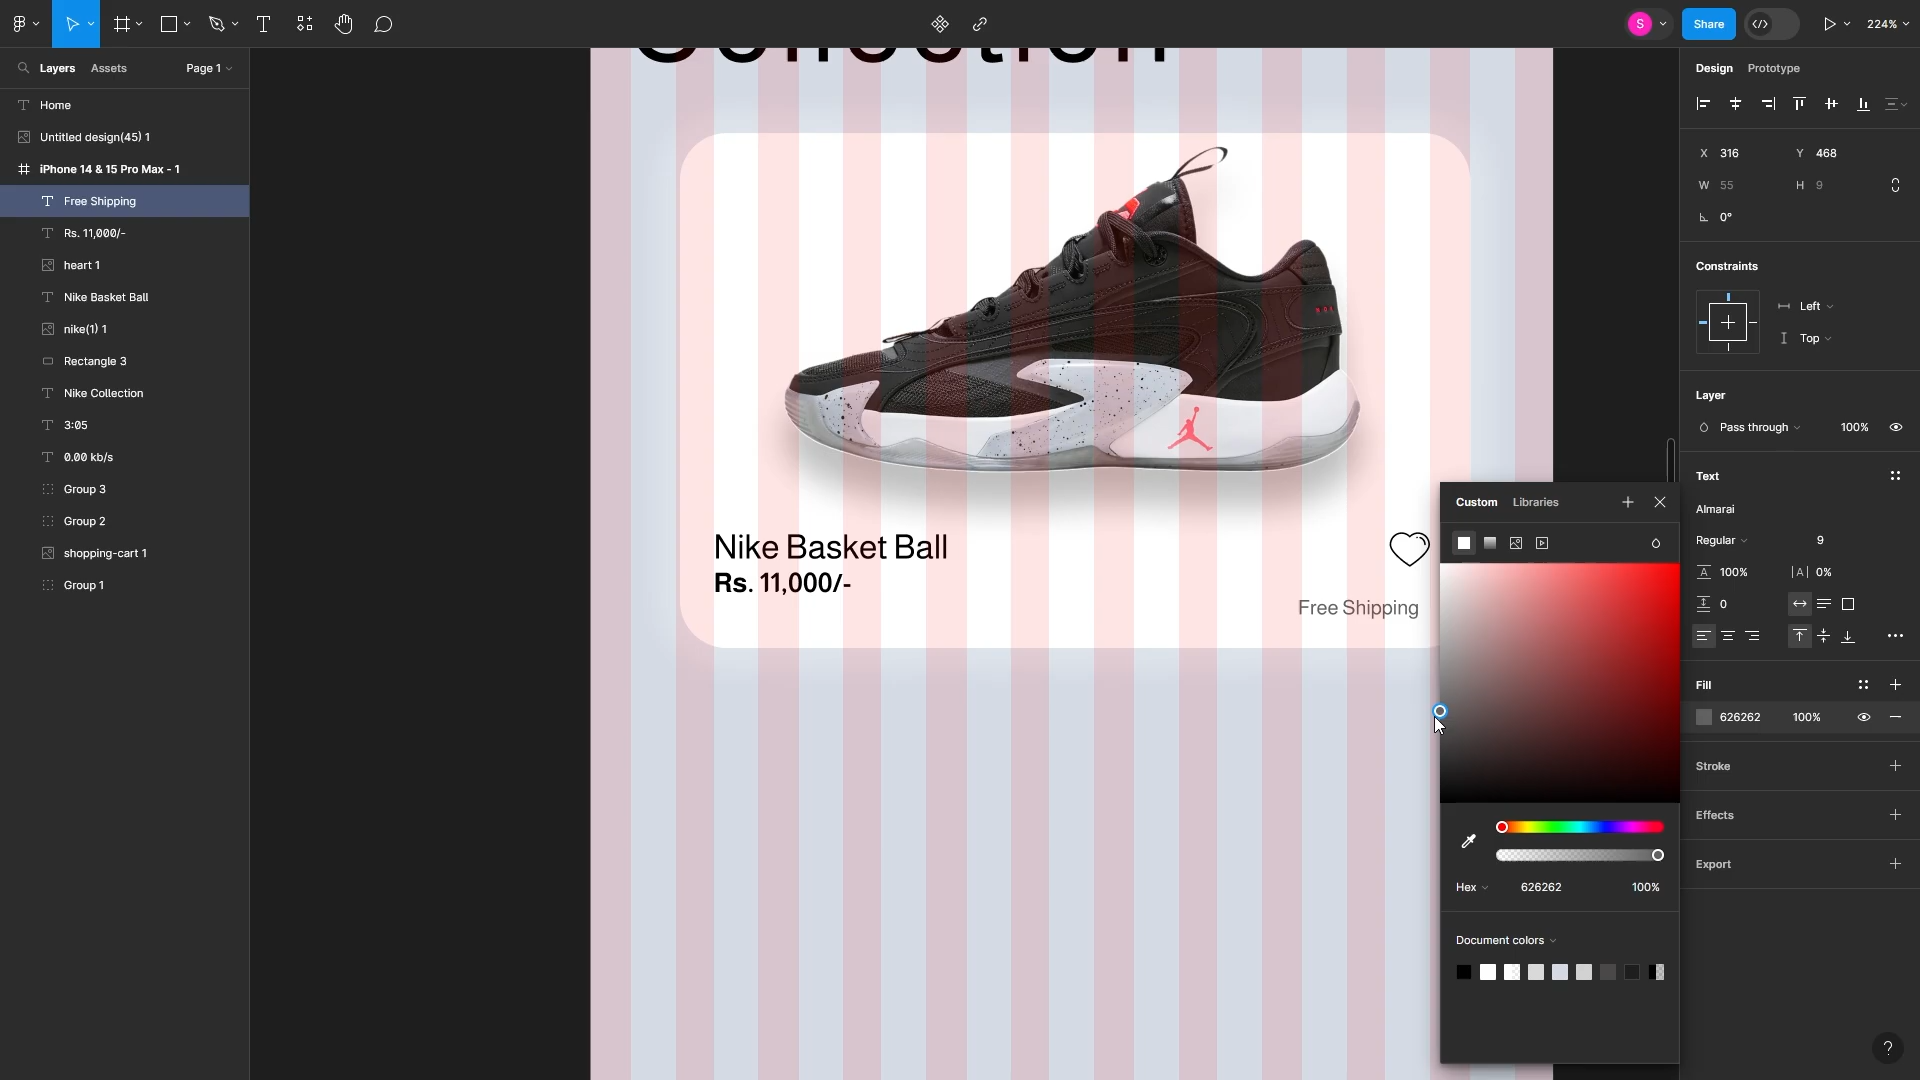 S
Share
224%
Layers
Assets
Page 1
Home
Untitled design(45) 1
iPhone 14 & 15 Pro Max - 1
Free Shipping
Rs. 11,000/-
heart 1
Nike Basket Ball
nike(1) 1
Rectangle 3
Nike Collection
3:05
0.00 kb/s
Group 3
Group 2
shopping-cart 1
Group 1
Collection
Nike Basket Ball
Rs. 11,000/-
Free Shipping
Custom
Libraries
Hex
626262
100%
Document colors
Design
Prototype
X 316
Y 468
W 55
H 9
0°
Constraints
Left
Top
Layer
Pass through
100%
Text
Almarai
Regular
9
100%
A
0%
0
Fill
626262
100%
Stroke
Effects
Export
?